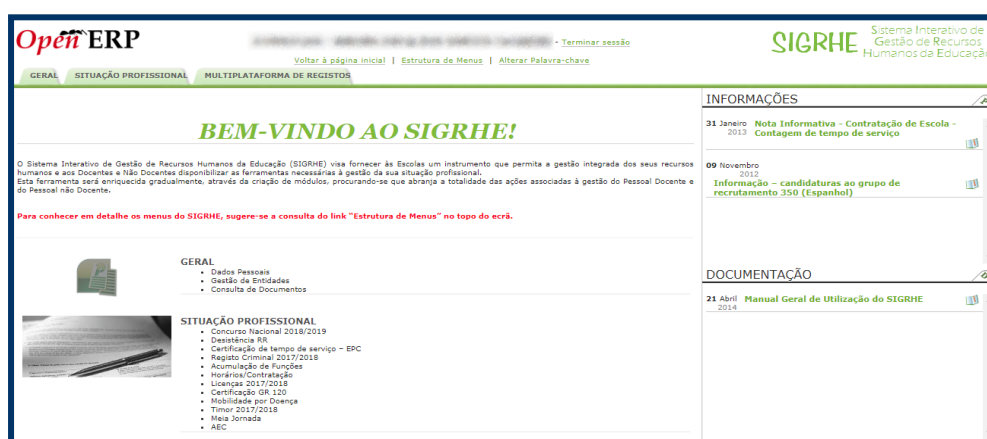 Open ERP
- Terminar sessão
Voltar à página inicial | Estrutura de Menus | Alterar Palavra-chave
SIGRHE
Sistema Interativo de
Gestão de Recursos
Humanos da Educação
GERAL SITUAÇÃO PROFISSIONAL MULTIPLATAFORMA DE REGISTOS
BEM-VINDO AO SIGRHE!
O Sistema Interativo de Gestão de Recursos Humanos da Educação (SIGRHE) visa fornecer às Escolas um instrumento que permita a gestão integrada dos seus recursos
humanos e aos Docentes e Não Docentes disponibilizar as ferramentas necessárias à gestão da sua situação profissional.
Esta ferramenta será enriquecida gradualmente, através da criação de módulos, procurando-se que abranja a totalidade das ações associadas à gestão do Pessoal Docente e
do Pessoal não Docente.
Para conhecer em detalhe os menus do SIGRHE, sugere-se a consulta do link "Estrutura de Menus" no topo do ecrã.
GERAL
Dados Pessoais
Gestão de Entidades
Consulta de Documentos
SITUAÇÃO PROFISSIONAL
Concurso Nacional 2018/2019
Desistência RR
Certificação de tempo de serviço – EPC
Registo Criminal 2017/2018
Acumulação de Funções
Horários/Contratação
Licenças 2017/2018
Certificação GR 120
Mobilidade por Doença
Timor 2017/2018
Meia Jornada
AEC
INFORMAÇÕES
31 Janeiro Nota Informativa - Contratação de Escola -
2013 Contagem de tempo de serviço
09 Novembro
2012
Informação – candidaturas ao grupo de
recrutamento 350 (Espanhol)
DOCUMENTAÇÃO
21 Abril Manual Geral de Utilização do SIGRHE
2014